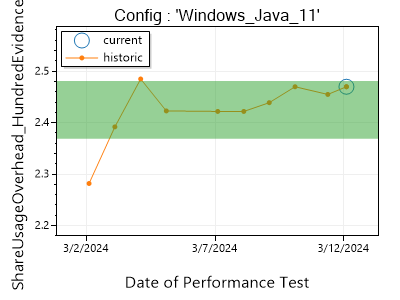 Config : 'Windows_Java_11'
current
historic
ShareUsageOverhead_HundredEvidence
2.5
2.4
2.3
2.2
3/2/2024
3/7/2024
3/12/2024
Date of Performance Test